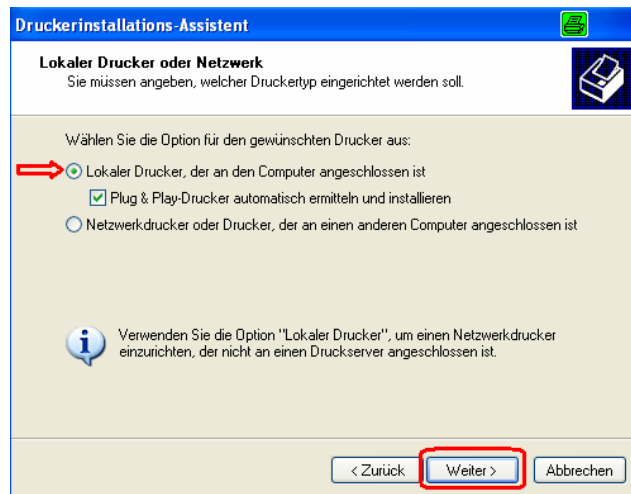 Druckerinstallations-Assistent
Lokaler Drucker oder Netzwerk
Sie müssen angeben, welcher Druckertyp eingerichtet werden soll.
Wählen Sie die Option für den gewünschten Drucker aus:
Lokaler Drucker, der an den Computer angeschlossen ist
Plug & Play-Drucker automatisch ermitteln und installieren
Netzwerkdrucker oder Drucker, der an einen anderen Computer angeschlossen ist
Verwenden Sie die Option "Lokaler Drucker", um einen Netzwerkdrucker
einzurichten, der nicht an einen Druckserver angeschlossen ist.
< Zurück Weiter > Abbrechen